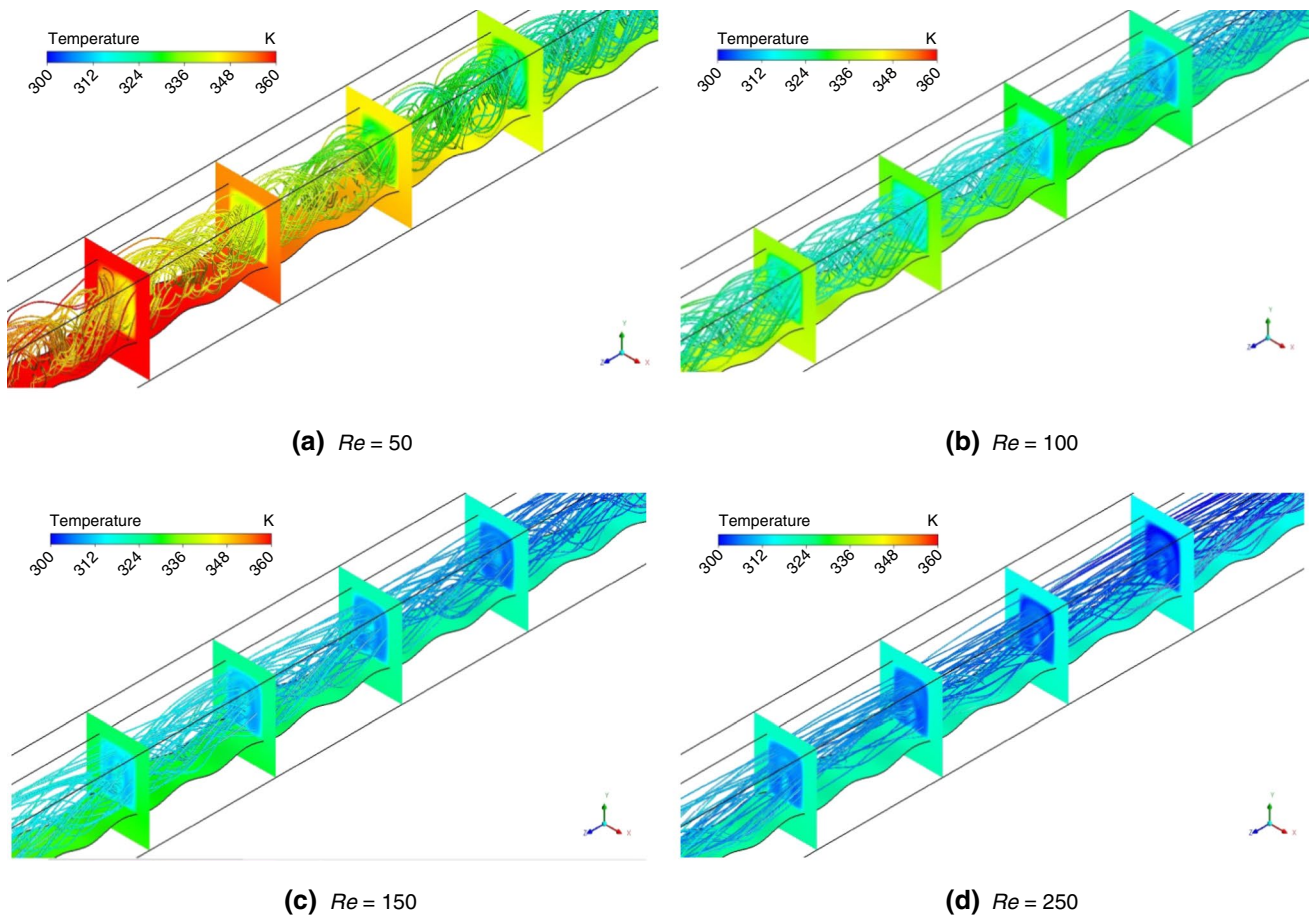 Temperature K
300 312 324 336 348 360
Y
Z X
(a) Re = 50
Temperature K
300 312 324 336 348 360
Y
Z X
(b) Re = 100
Temperature K
300 312 324 336 348 360
Y
Z X
(c) Re = 150
Temperature K
300 312 324 336 348 360
Y
Z X
(d) Re = 250